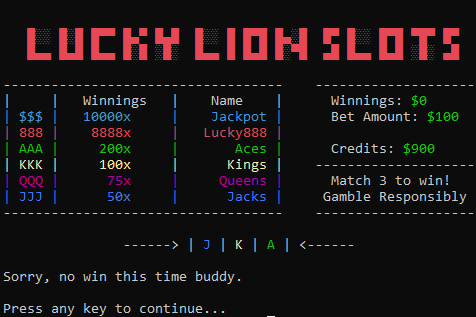 LUCKY LION SLOTS
Winnings Name
$$$ 10000x Jackpot
888 8888x Lucky888
AAA 200x Aces
KKK 100x Kings
QQQ 75x Queens
JJJ 50x Jacks
Winnings: $0
Bet Amount: $100
Credits: $900
Match 3 to win!
Gamble Responsibly
------> | J | K | A | <------
Sorry, no win this time buddy.
Press any key to continue...